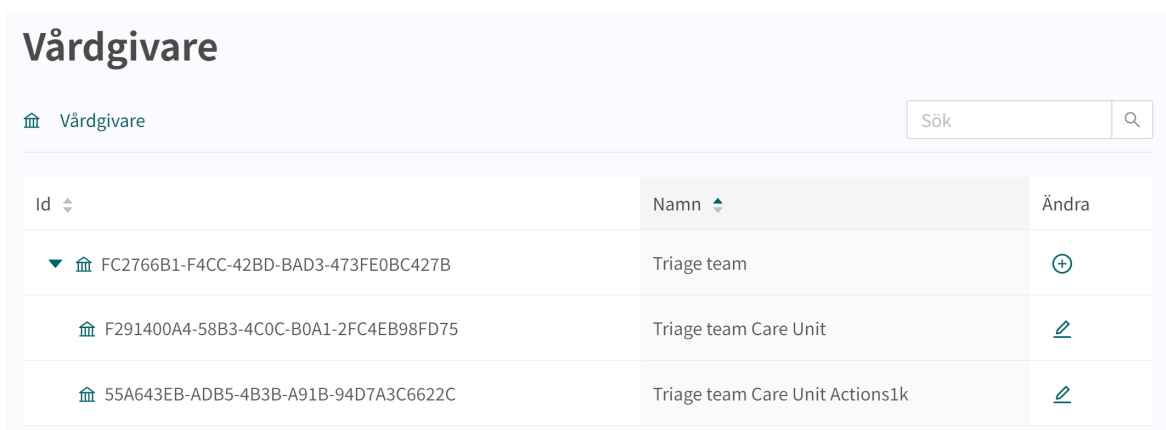 Vårdgivare
Vårdgivare Sök
Id Namn Ändra
FC2766B1-F4CC-42BD-BAD3-473FE0BC427B Triage team
F291400A4-58B3-4C0C-B0A1-2FC4EB98FD75 Triage team Care Unit
55A643EB-ADB5-4B3B-A91B-94D7A3C6622C Triage team Care Unit Actions1k